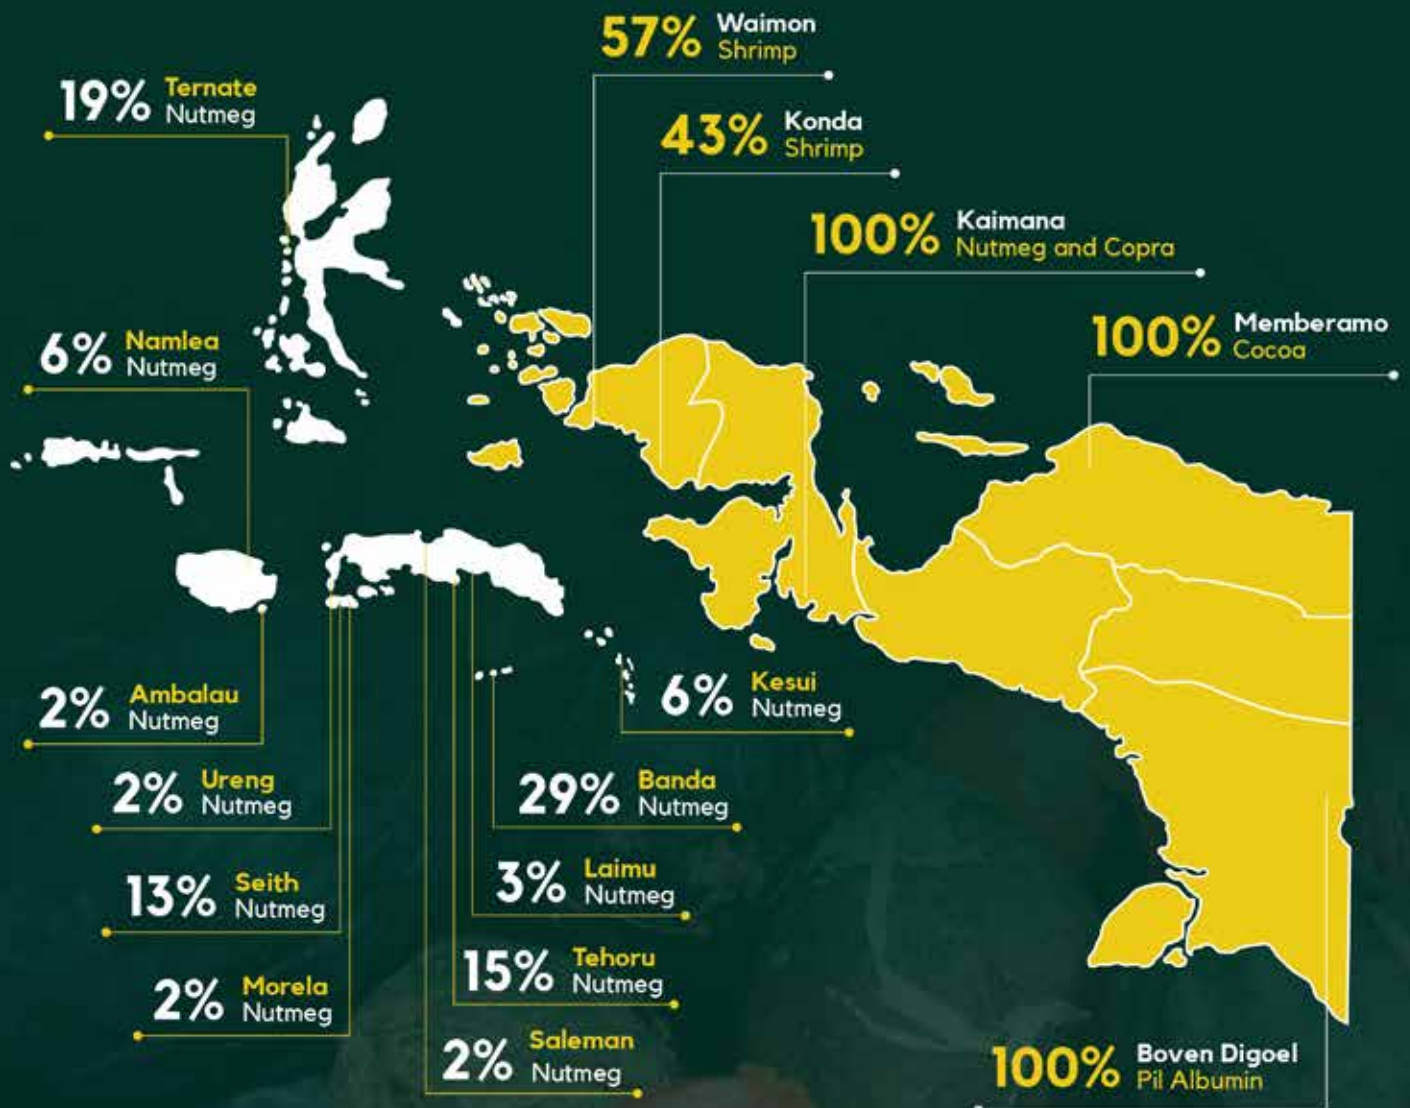 57% Waimon
Shrimp
19% Ternate
Nutmeg
43% Konda
Shrimp
100% Kaimana
Nutmeg and Copra
100% Memberamo
Cocoa
6% Namlea
Nutmeg
2% Ambalau
Nutmeg
6% Kesui
Nutmeg
2% Ureng
Nutmeg
29% Banda
Nutmeg
13% Seith
Nutmeg
3% Laimu
Nutmeg
2% Morela
Nutmeg
15% Tehoru
Nutmeg
2% Saleman
Nutmeg
100% Boven Digoel
Pil Albumin